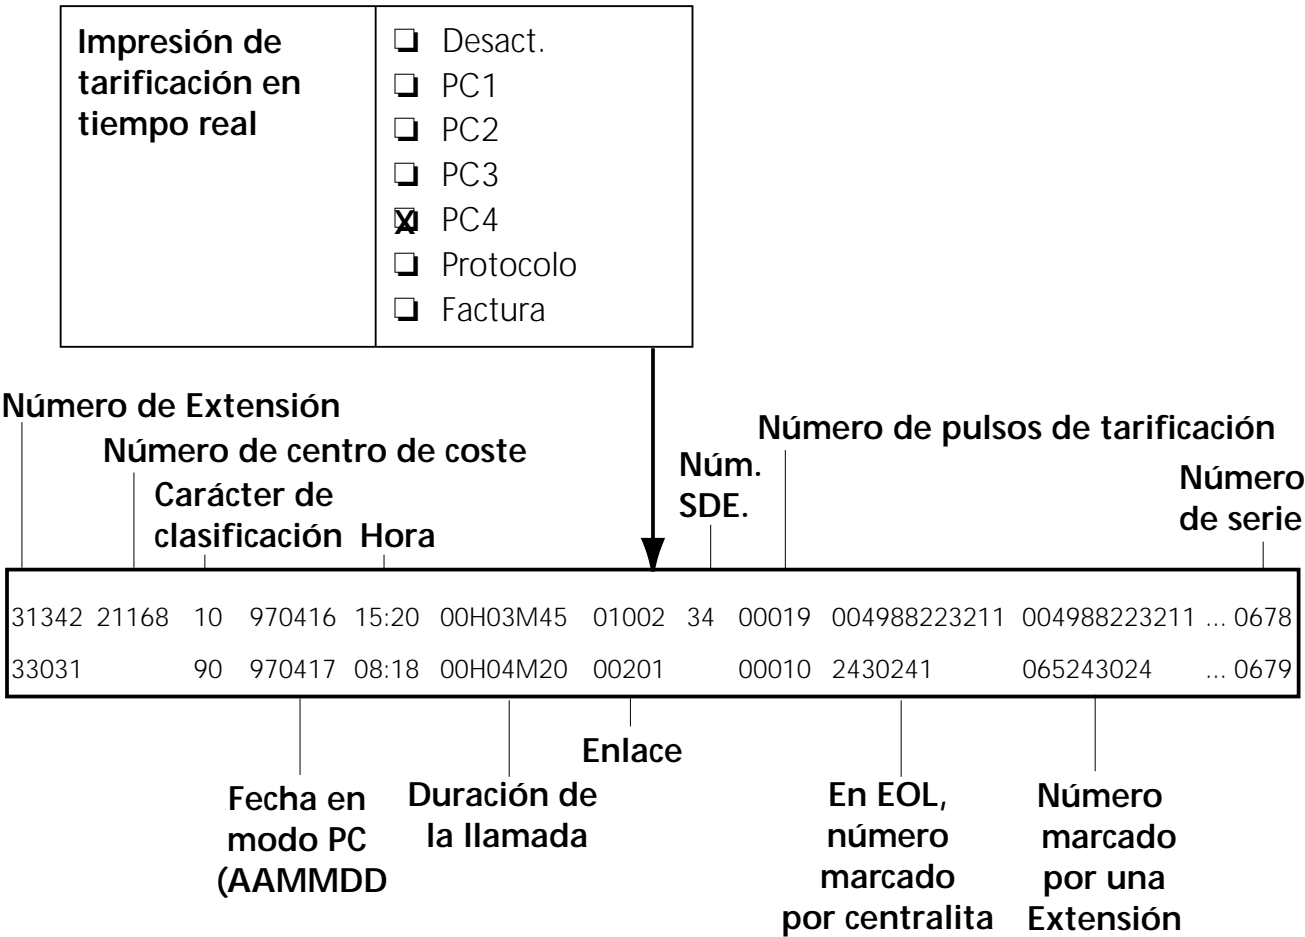 Impresión de
tarificación en
tiempo real
❏ Desact.
❏ PC1
❏ PC2
❏ PC3
X PC4
❏ Protocolo
❏ Factura
Número de Extensión
Número de centro de coste
Carácter de
clasificación
Hora
Núm.
SDE.
Número de pulsos de tarificación
Número
de serie
31342 21168 10 970416 15:20 00H03M45 01002 34 00019 004988223211 004988223211 ... 0678
33031 90 970417 08:18 00H04M20 00201 00010 2430241 065243024 ... 0679
Fecha en
modo PC
(AAMMDD
Duración de
la llamada
Enlace
En EOL,
número
marcado
por centralita
Número
marcado
por una
Extensión